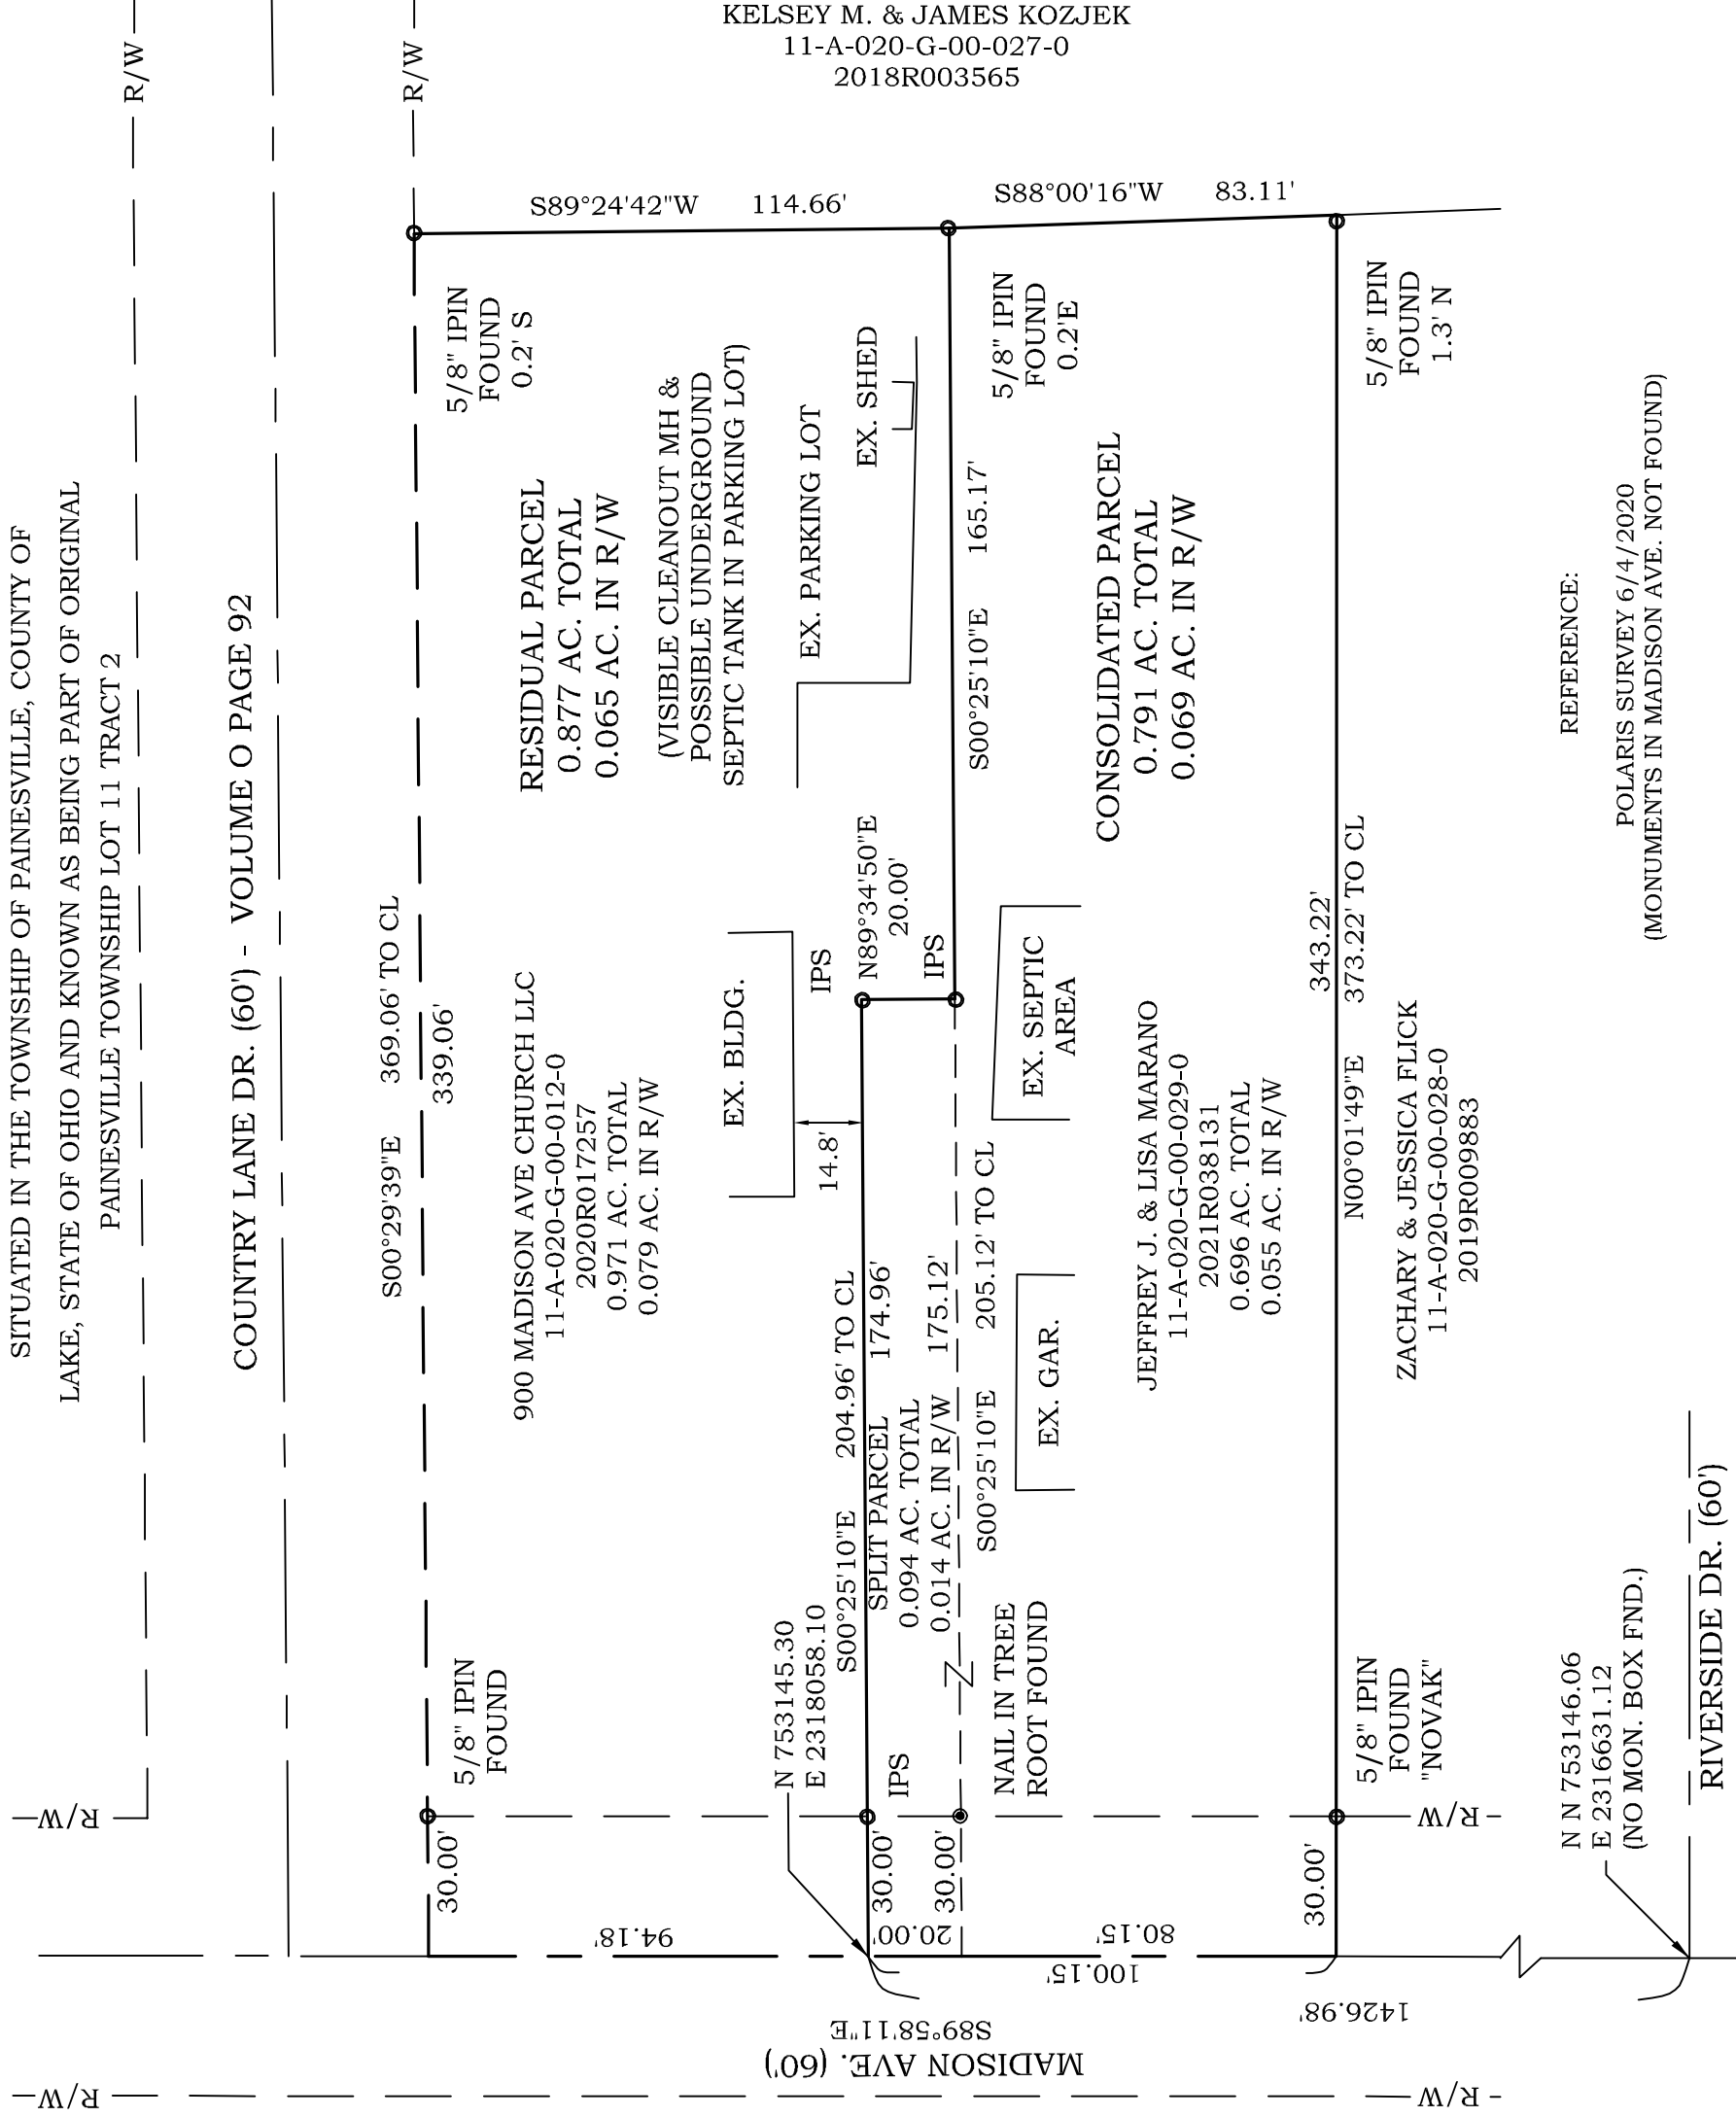 KELSEY M. & JAMES KOZJEK
11-A-020-G-00-027-0
2018R003565
R/W
R/W
SITUATED IN THE TOWNSHIP OF PAINESVILLE, COUNTY OF
LAKE, STATE OF OHIO AND KNOWN AS BEING PART OF ORIGINAL
PAINESVILLE TOWNSHIP LOT 11 TRACT 2
COUNTRY LANE DR. (60') - VOLUME O PAGE 92
S89°24'42"W 114.66'
S88°00'16"W 83.11'
5/8" IPIN
FOUND
0.2' S
5/8" IPIN
FOUND
0.2'E
5/8" IPIN
FOUND
1.3' N
S00°29'39"E 369.06' TO CL
339.06'
RESIDUAL PARCEL
0.877 AC. TOTAL
0.065 AC. IN R/W
(VISIBLE CLEANOUT MH &
POSSIBLE UNDERGROUND
SEPTIC TANK IN PARKING LOT)
EX. PARKING LOT
EX. SHED
S00°25'10"E 165.17'
CONSOLIDATED PARCEL
0.791 AC. TOTAL
0.069 AC. IN R/W
900 MADISON AVE CHURCH LLC
11-A-020-G-00-012-0
2020R017257
0.971 AC. TOTAL
0.079 AC. IN R/W
EX. BLDG.
14.8'
IPS
N89°34'50"E
20.00'
IPS
EX. SEPTIC
AREA
JEFFREY J. & LISA MARANO
11-A-020-G-00-029-0
2021R038131
0.696 AC. TOTAL
0.055 AC. IN R/W
343.22'
N00°01'49"E 373.22' TO CL
ZACHARY & JESSICA FLICK
11-A-020-G-00-028-0
2019R009883
REFERENCE:
POLARIS SURVEY 6/4/2020
(MONUMENTS IN MADISON AVE. NOT FOUND)
S00°25'10"E 204.96' TO CL
174.96'
SPLIT PARCEL
0.094 AC. TOTAL
0.014 AC. IN R/W 175.12'
S00°25'10"E 205.12' TO CL
EX. GAR.
5/8" IPIN
FOUND
N 753145.30
E 2318058.10
IPS
NAIL IN TREE
ROOT FOUND
5/8" IPIN
FOUND
"NOVAK"
N N 753146.06
E 2316631.12
(NO MON. BOX FND.)
RIVERSIDE DR. (60')
R/W
R/W
30.00'
30.00'
30.00'
30.00'
94.18'
20.00'
80.15'
100.15'
1426.98'
S89°58'11"E
MADISON AVE. (60')
R/W
R/W